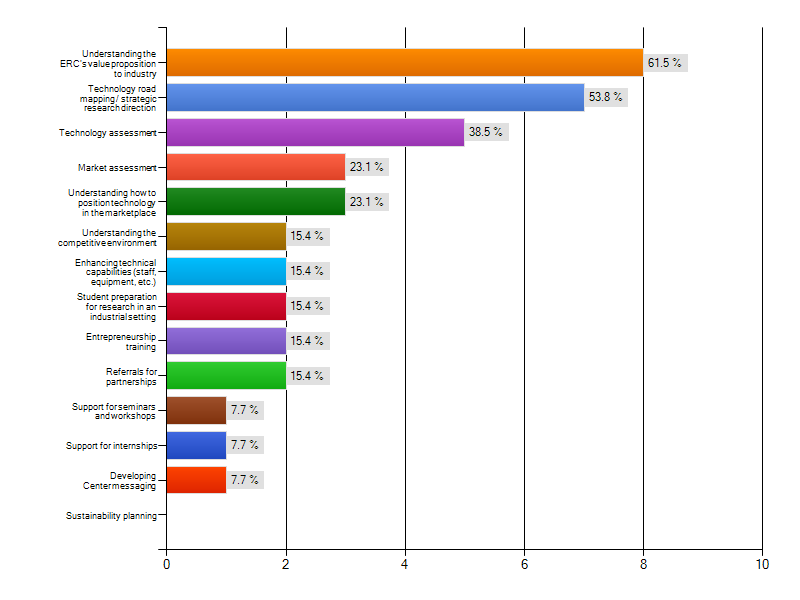 Understanding the
ERC's value proposition
to industry
61.5 %
Technology road
mapping / strategic
research direction
53.8 %
Technology assessment
38.5 %
Market assessment
23.1 %
Understanding how to
position technology
in the marketplace
23.1 %
Understanding the
competitive environment
15.4 %
Enhancing technical
capabilities (staff,
equipment, etc.)
15.4 %
Student preparation
for research in an
industrial setting
15.4 %
Entrepreneurship
training
15.4 %
Referrals for
partnerships
15.4 %
Support for seminars
and workshops
7.7 %
Support for internships
7.7 %
Developing
Center messaging
7.7 %
Sustainability planning
0 2 4 6 8 10